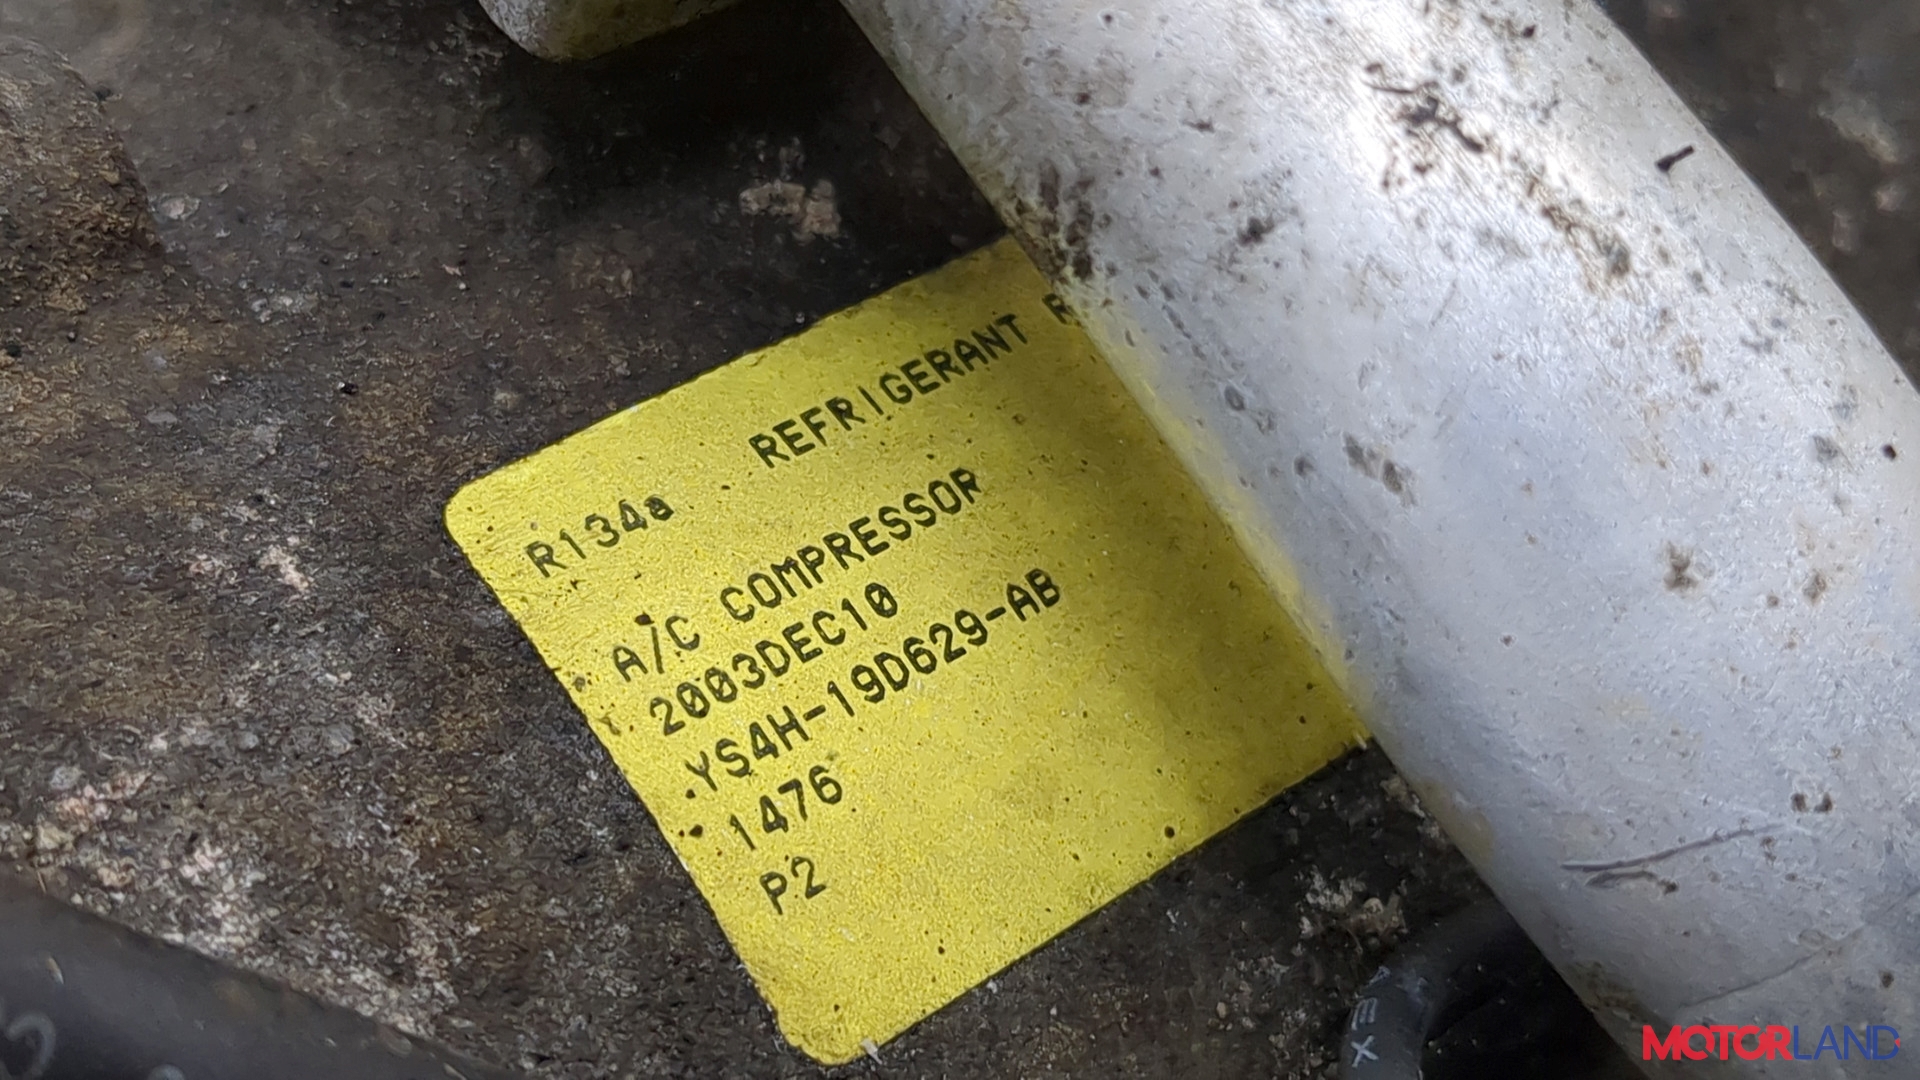 R134a REFRIGERANT
A/C COMPRESSOR
2003DEC10
YS4H-19D629-AB
1476
P2
MOTORLAND